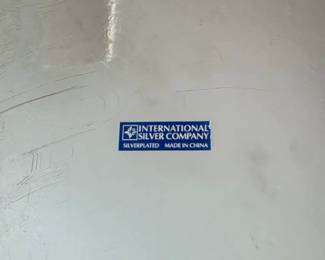 INTERNATIONAL
SILVER COMPANY
SILVERPLATED MADE IN CHINA